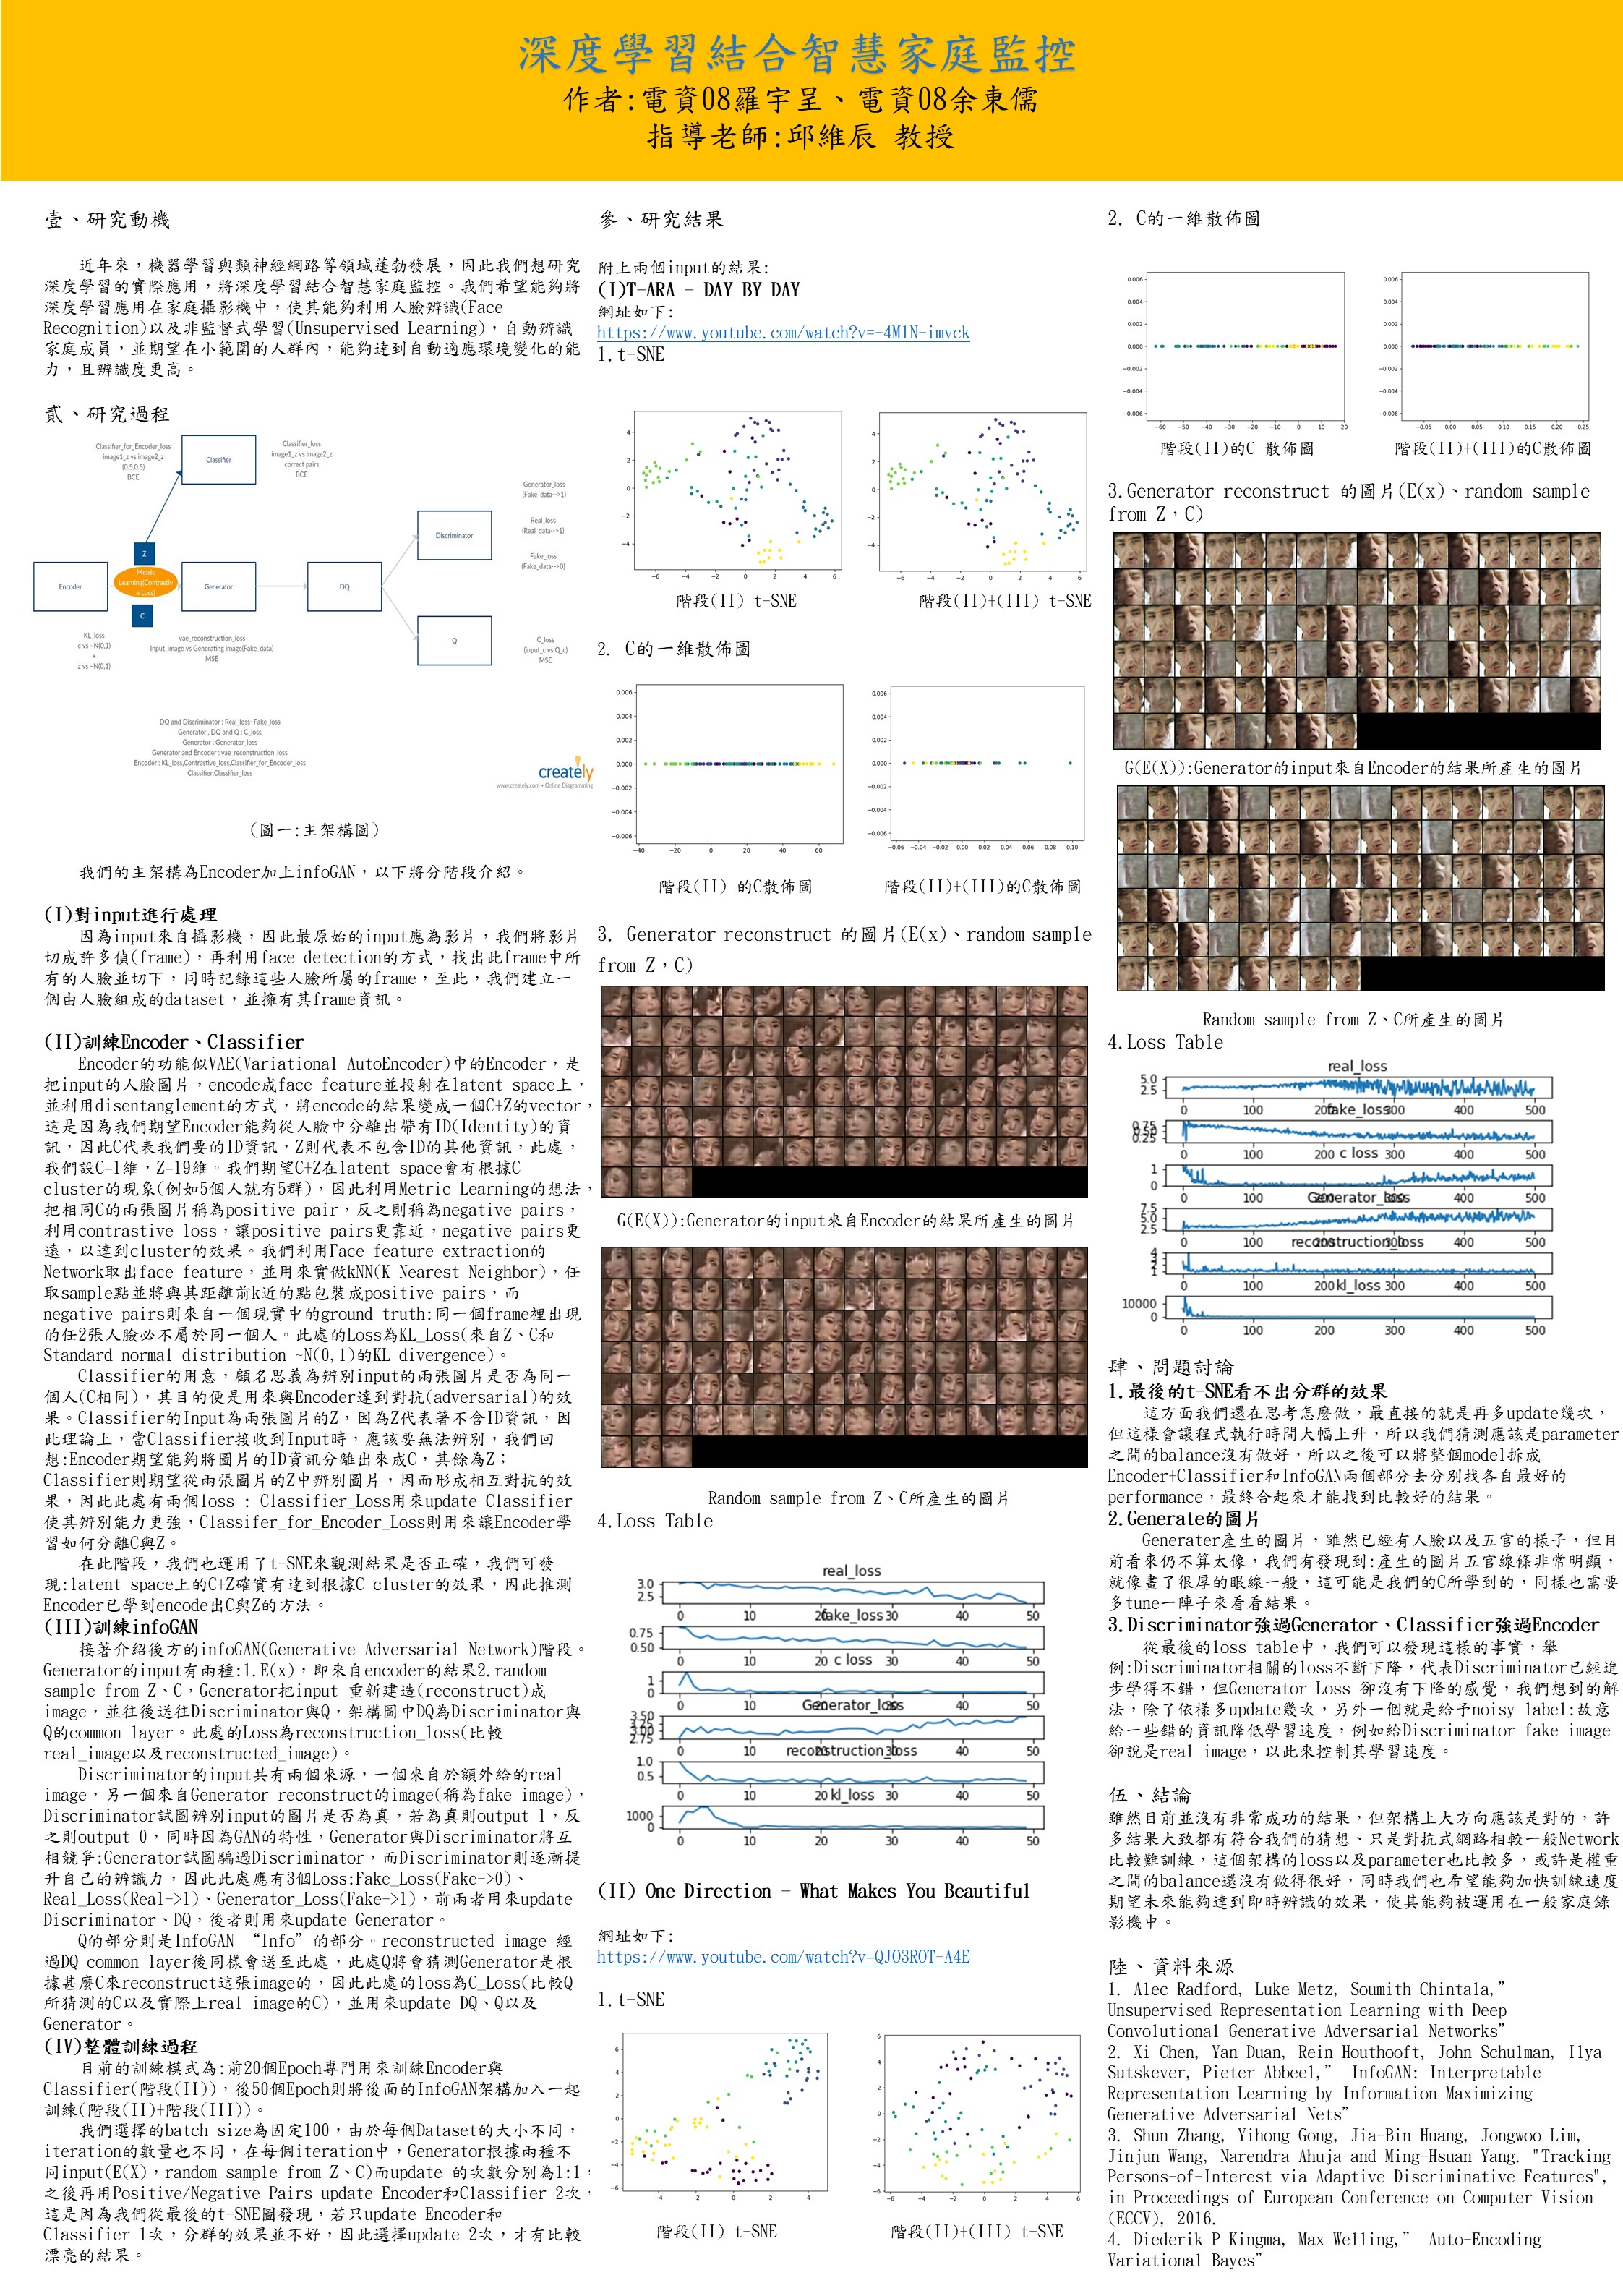 深度學習結合智慧家庭監控
作者:電資08羅宇呈、電資08余東儒
指導老師:邱維辰 教授
壹、研究動機
近年來，機器學習與類神經網路等領域蓬勃發展，因此我們想研究
深度學習的實際應用，將深度學習結合智慧家庭監控。我們希望能夠將
深度學習應用在家庭攝影機中，使其能夠利用人臉辨識(Face
Recognition)以及非監督式學習(Unsupervised Learning)，自動辨識
家庭成員，並期望在小範圍的人群內，能夠達到自動適應環境變化的能
力，且辨識度更高。
貳、研究過程
Classifier_for_Encoder_loss
image1_z vs image2_z
(0.5,0.5)
BCE
Classifier
Classifier_loss
image1_z vs image2_z
correct pairs
BCE
Generator_loss
(Fake_data-->1)
Real_loss
(Real_data-->1)
Fake_loss
(Fake_data-->0)
Discriminator
Z
Encoder
Metric
Learning(Contrastiv
e Loss)
Generator
DQ
C
Q
KL_loss
c vs ~N(0,1)
+
z vs ~N(0,1)
vae_reconstruction_loss
Input_image vs Generating image(Fake_data)
MSE
C_loss
(input_c vs Q_c)
MSE
DQ and Discriminator : Real_loss+Fake_loss
Generator , DQ and Q : C_loss
Generator : Generator_loss
Generator and Encoder : vae_reconstruction_loss
Encoder : KL_loss,Contrastive_loss,Classifier_for_Encoder_loss
Classifier:Classifier_loss
creately
www.creately.com • Online Diagramming
(圖一:主架構圖)
我們的主架構為Encoder加上infoGAN，以下將分階段介紹。
(I)對input進行處理
因為input來自攝影機，因此最原始的input應為影片，我們將影片
切成許多偵(frame)，再利用face detection的方式，找出此frame中所
有的人臉並切下，同時記錄這些人臉所屬的frame，至此，我們建立一
個由人臉組成的dataset，並擁有其frame資訊。
(II)訓練Encoder、Classifier
Encoder的功能似VAE(Variational AutoEncoder)中的Encoder，是
把input的人臉圖片，encode成face feature並投射在latent space上，
並利用disentanglement的方式，將encode的結果變成一個C+Z的vector，
這是因為我們期望Encoder能夠從人臉中分離出帶有ID(Identity)的資
訊，因此C代表我們要的ID資訊，Z則代表不包含ID的其他資訊，此處，
我們設C=1維，Z=19維。我們期望C+Z在latent space會有根據C
cluster的現象(例如5個人就有5群)，因此利用Metric Learning的想法，
把相同C的兩張圖片稱為positive pair，反之則稱為negative pairs，
利用contrastive loss，讓positive pairs更靠近，negative pairs更
遠，以達到cluster的效果。我們利用Face feature extraction的
Network取出face feature，並用來實做kNN(K Nearest Neighbor)，任
取sample點並將與其距離前k近的點包裝成positive pairs，而
negative pairs則來自一個現實中的ground truth:同一個frame裡出現
的任2張人臉必不屬於同一個人。此處的Loss為KL_Loss(來自Z、C和
Standard normal distribution ~N(0,1)的KL divergence)。
Classifier的用意，顧名思義為辨別input的兩張圖片是否為同一
個人(C相同)，其目的便是用來與Encoder達到對抗(adversarial)的效
果。Classifier的Input為兩張圖片的Z，因為Z代表著不含ID資訊，因
此理論上，當Classifier接收到Input時，應該要無法辨別，我們回
想:Encoder期望能夠將圖片的ID資訊分離出來成C，其餘為Z；
Classifier則期望從兩張圖片的Z中辨別圖片，因而形成相互對抗的效
果，因此此處有兩個loss : Classifier_Loss用來update Classifier
使其辨別能力更強，Classifer_for_Encoder_Loss則用來讓Encoder學
習如何分離C與Z。
在此階段，我們也運用了t-SNE來觀測結果是否正確，我們可發
現:latent space上的C+Z確實有達到根據C cluster的效果，因此推測
Encoder已學到encode出C與Z的方法。
(III)訓練infoGAN
接著介紹後方的infoGAN(Generative Adversarial Network)階段。
Generator的input有兩種:1.E(x)，即來自encoder的結果2.random
sample from Z、C，Generator把input 重新建造(reconstruct)成
image，並往後送往Discriminator與Q，架構圖中DQ為Discriminator與
Q的common layer。此處的Loss為reconstruction_loss(比較
real_image以及reconstructed_image)。
Discriminator的input共有兩個來源，一個來自於額外給的real
image，另一個來自Generator reconstruct的image(稱為fake image)，
Discriminator試圖辨別input的圖片是否為真，若為真則output 1，反
之則output 0，同時因為GAN的特性，Generator與Discriminator將互
相競爭:Generator試圖騙過Discriminator，而Discriminator則逐漸提
升自己的辨識力，因此此處應有3個Loss:Fake_Loss(Fake->0)、
Real_Loss(Real->1)、Generator_Loss(Fake->1)，前兩者用來update
Discriminator、DQ，後者則用來update Generator。
Q的部分則是InfoGAN “Info”的部分。reconstructed image 經
過DQ common layer後同樣會送至此處，此處Q將會猜測Generator是根
據甚麼C來reconstruct這張image的，因此此處的loss為C_Loss(比較Q
所猜測的C以及實際上real image的C)，並用來update DQ、Q以及
Generator。
(IV)整體訓練過程
目前的訓練模式為:前20個Epoch專門用來訓練Encoder與
Classifier(階段(II))，後50個Epoch則將後面的InfoGAN架構加入一起
訓練(階段(II)+階段(III))。
我們選擇的batch size為固定100，由於每個Dataset的大小不同，
iteration的數量也不同，在每個iteration中，Generator根據兩種不
同input(E(X)，random sample from Z、C)而update 的次數分別為1:1，
之後再用Positive/Negative Pairs update Encoder和Classifier 2次，
這是因為我們從最後的t-SNE圖發現，若只update Encoder和
Classifier 1次，分群的效果並不好，因此選擇update 2次，才有比較
漂亮的結果。
參、研究結果
附上兩個input的結果:
(I)T-ARA - DAY BY DAY
網址如下:
https://www.youtube.com/watch?v=-4M1N-imvck
1.t-SNE
階段(II) t-SNE
階段(II)+(III) t-SNE
2. C的一維散佈圖
階段(II) 的C散佈圖
階段(II)+(III)的C散佈圖
3. Generator reconstruct 的圖片(E(x)、random sample
from Z，C)
G(E(X)):Generator的input來自Encoder的結果所產生的圖片
Random sample from Z、C所產生的圖片
4.Loss Table
real_loss
fake_loss
c loss
Generator_loss
reconstruction_loss
kl_loss
(II) One Direction - What Makes You Beautiful
網址如下:
https://www.youtube.com/watch?v=QJO3ROT-A4E
1.t-SNE
階段(II) t-SNE
階段(II)+(III) t-SNE
2. C的一維散佈圖
階段(II)的C 散佈圖
階段(II)+(III)的C散佈圖
3.Generator reconstruct 的圖片(E(x)、random sample
from Z，C)
G(E(X)):Generator的input來自Encoder的結果所產生的圖片
Random sample from Z、C所產生的圖片
4.Loss Table
real_loss
fake_loss
c loss
Generator_loss
reconstruction_loss
kl_loss
肆、問題討論
1.最後的t-SNE看不出分群的效果
這方面我們還在思考怎麼做，最直接的就是再多update幾次，
但這樣會讓程式執行時間大幅上升，所以我們猜測應該是parameter
之間的balance沒有做好，所以之後可以將整個model拆成
Encoder+Classifier和InfoGAN兩個部分去分別找各自最好的
performance，最終合起來才能找到比較好的結果。
2.Generate的圖片
Generater產生的圖片，雖然已經有人臉以及五官的樣子，但目
前看來仍不算太像，我們有發現到:產生的圖片五官線條非常明顯，
就像畫了很厚的眼線一般，這可能是我們的C所學到的，同樣也需要
多tune一陣子來看看結果。
3.Discriminator強過Generator、Classifier強過Encoder
從最後的loss table中，我們可以發現這樣的事實，舉
例:Discriminator相關的loss不斷下降，代表Discriminator已經進
步學得不錯，但Generator Loss 卻沒有下降的感覺，我們想到的解
法，除了依樣多update幾次，另外一個就是給予noisy label:故意
給一些錯的資訊降低學習速度，例如給Discriminator fake image
卻說是real image，以此來控制其學習速度。
伍、結論
雖然目前並沒有非常成功的結果，但架構上大方向應該是對的，許
多結果大致都有符合我們的猜想、只是對抗式網路相較一般Network
比較難訓練，這個架構的loss以及parameter也比較多，或許是權重
之間的balance還沒有做得很好，同時我們也希望能夠加快訓練速度
期望未來能夠達到即時辨識的效果，使其能夠被運用在一般家庭錄
影機中。
陸、資料來源
1. Alec Radford, Luke Metz, Soumith Chintala,”
Unsupervised Representation Learning with Deep
Convolutional Generative Adversarial Networks”
2. Xi Chen, Yan Duan, Rein Houthooft, John Schulman, Ilya
Sutskever, Pieter Abbeel,” InfoGAN: Interpretable
Representation Learning by Information Maximizing
Generative Adversarial Nets”
3. Shun Zhang, Yihong Gong, Jia-Bin Huang, Jongwoo Lim,
Jinjun Wang, Narendra Ahuja and Ming-Hsuan Yang. "Tracking
Persons-of-Interest via Adaptive Discriminative Features",
in Proceedings of European Conference on Computer Vision
(ECCV), 2016.
4. Diederik P Kingma, Max Welling,” Auto-Encoding
Variational Bayes”